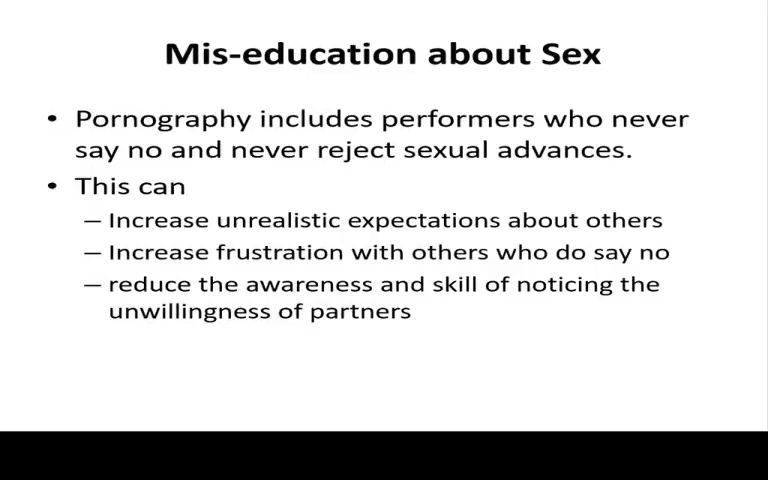 Mis-education about Sex
• Pornography includes performers who never
say no and never reject sexual advances.
• This can
– Increase unrealistic expectations about others
– Increase frustration with others who do say no
– reduce the awareness and skill of noticing the
unwillingness of partners